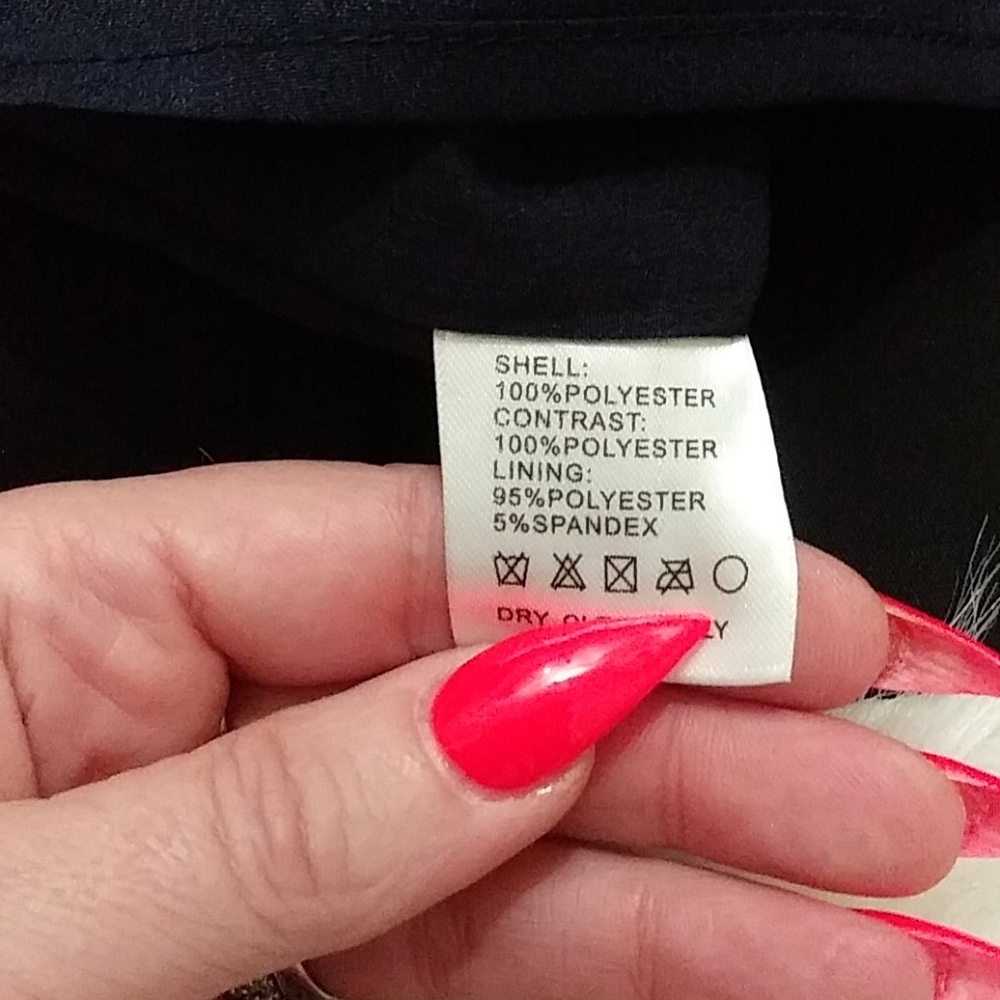 SHELL:
100%POLYESTER
CONTRAST:
100%POLYESTER
LINING:
95%POLYESTER
5%SPANDEX
DRY